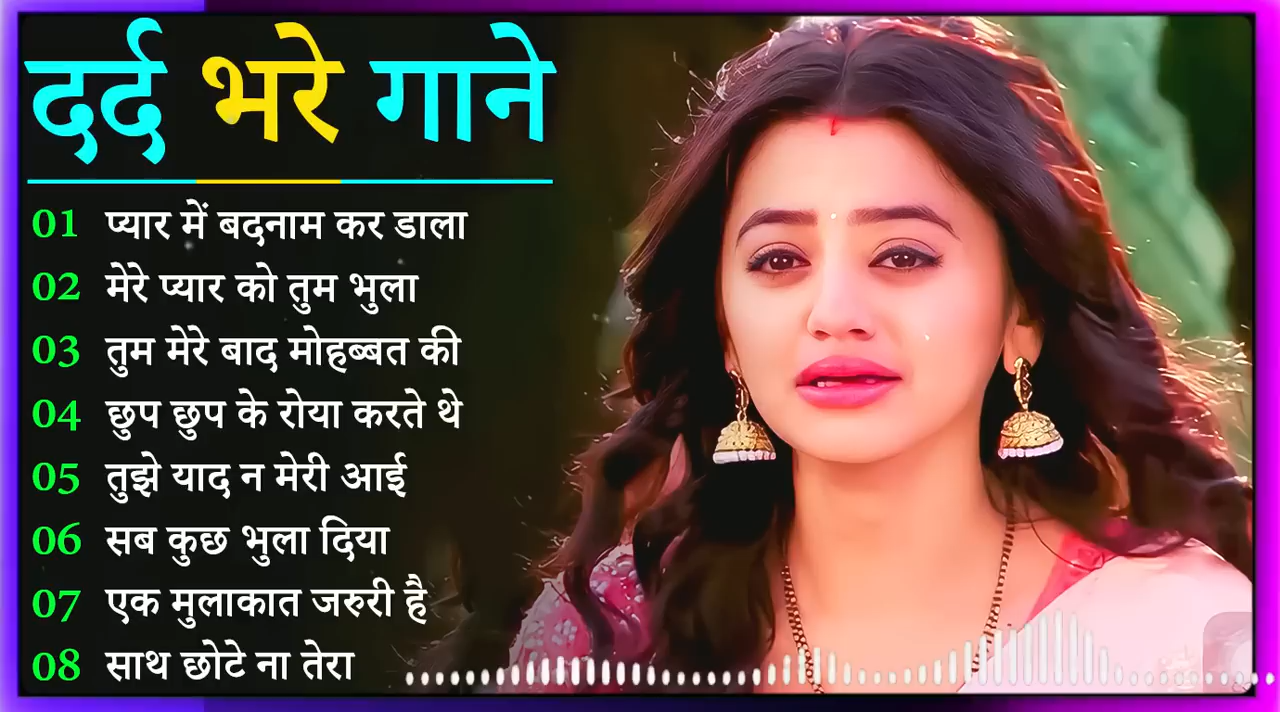 दर्द भरे गाने
01 प्यार में बदनाम कर डाला
02 मेरे प्यार को तुम भुला
03 तुम मेरे बाद मोहब्बत की
04 छुप छुप के रोया करते थे
05 तुझे याद न मेरी आई
06 सब कुछ भुला दिया
07 एक मुलाकात जरुरी है
08 साथ छोटे ना तेरा